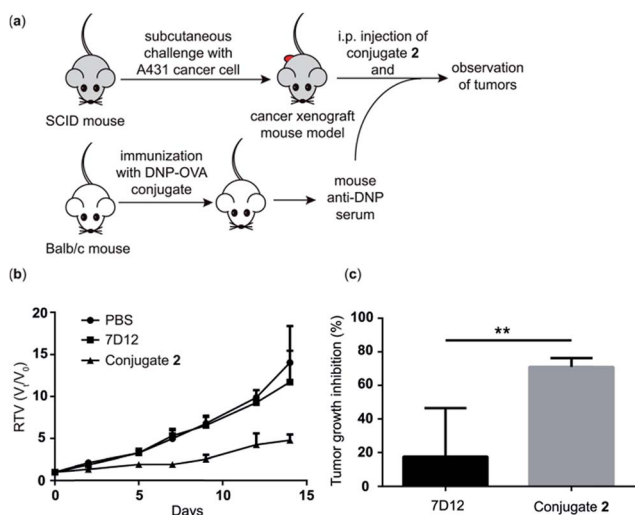 (a)
subcutaneous
challenge with
A431 cancer cell
i.p. injection of
conjugate 2
and
observation
of tumors
SCID mouse
cancer xenograft
mouse model
immunization
with DNP-OVA
conjugate
mouse
anti-DNP
serum
Balb/c mouse
(b)
RTV (Vt/V0)
20
15
10
5
0
PBS
7D12
Conjugate 2
0
5
10
15
Days
(c)
Tumor growth inhibition (%)
100
80
60
40
20
0
**
7D12
Conjugate 2